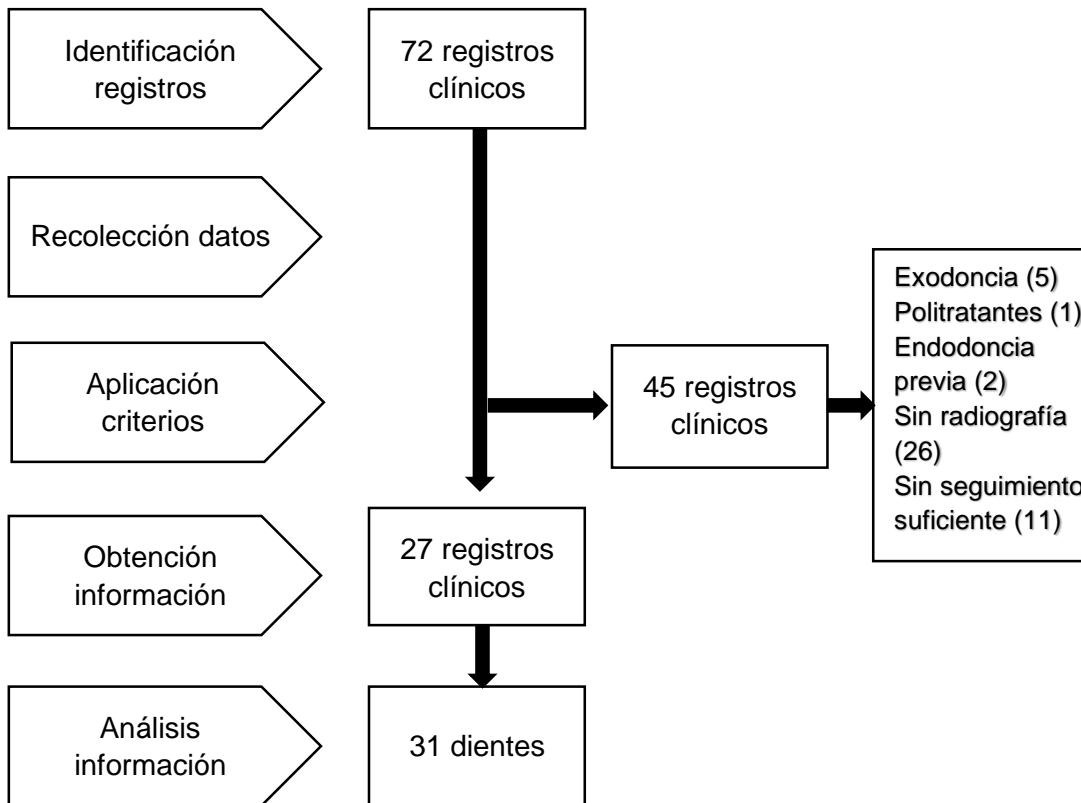 Identificación
registros
72 registros
clínicos
Recolección datos
Aplicación
criterios
45 registros
clínicos
Exodoncia (5)
Politratantes (1)
Endodoncia
previa (2)
Sin radiografía
(26)
Sin seguimiento
suficiente (11)
Obtención
información
27 registros
clínicos
Análisis
información
31 dientes